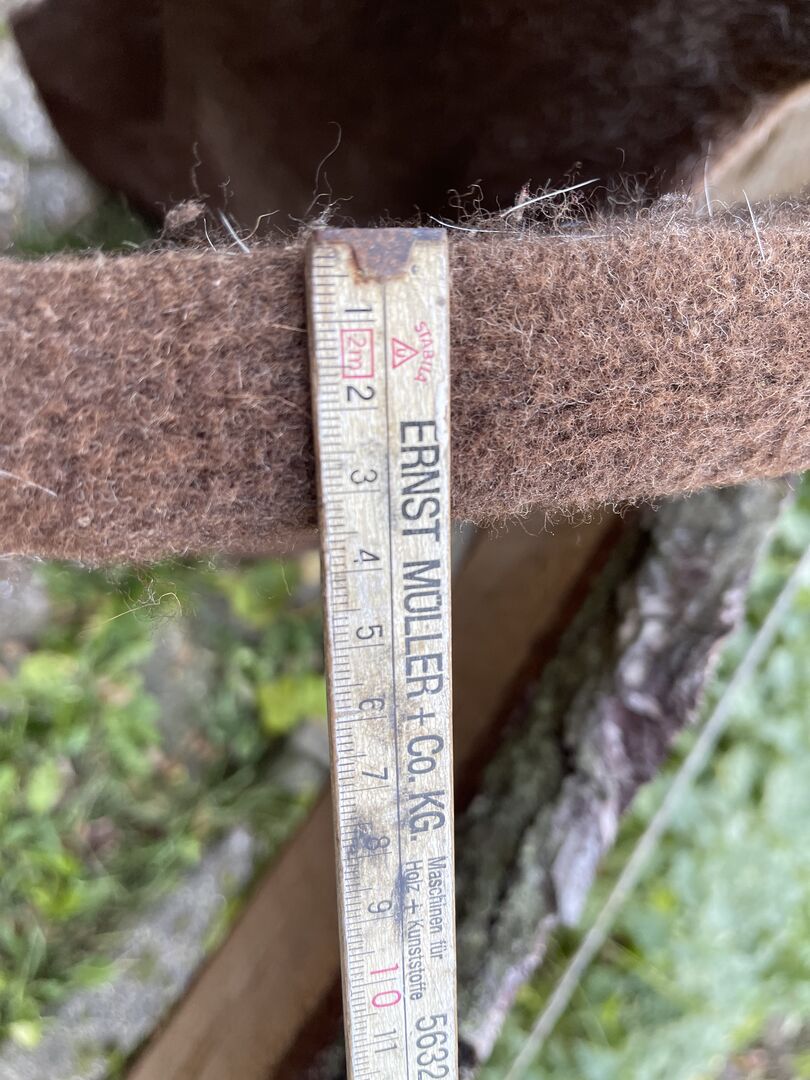 1
2m
2
3
4
5
6
7
8
9
10
11
STABILA
ERNST MÜLLER + Co. KG.
Maschinen für
Holz + Kunststoffe
5632